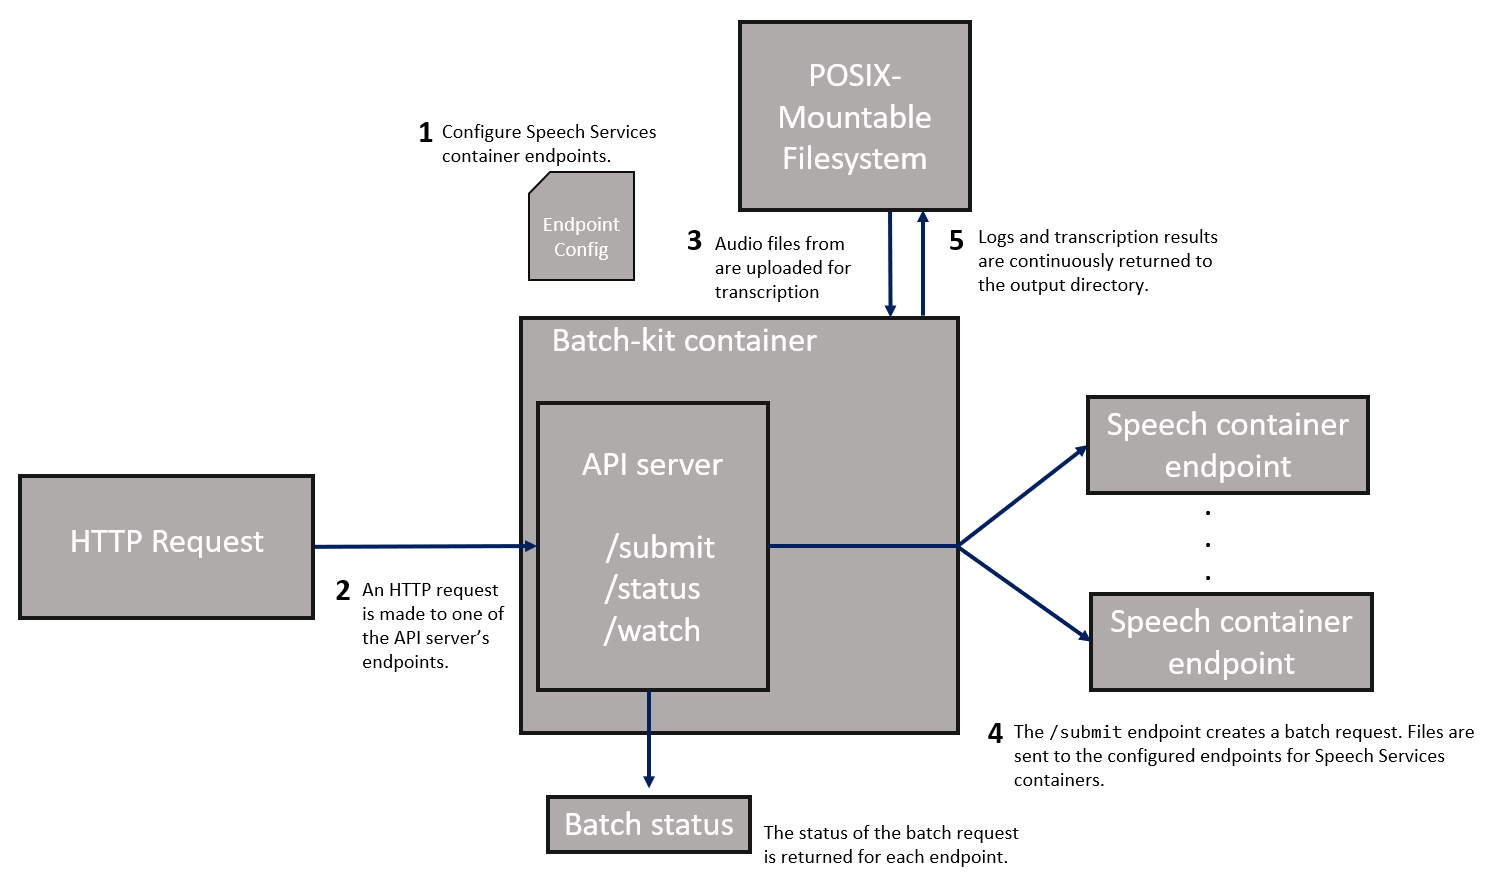 POSIX-
Mountable
Filesystem
1 Configure Speech Services
container endpoints.
Endpoint
Config
3 Audio files from
are uploaded for
transcription
5 Logs and transcription results
are continuously returned to
the output directory.
Batch-kit container
API server
/submit
/status
/watch
HTTP Request
2 An HTTP request
is made to one of
the API server’s
endpoints.
Speech container
endpoint
.
.
.
Speech container
endpoint
4 The /submit endpoint creates a batch request. Files are
sent to the configured endpoints for Speech Services
containers.
Batch status
The status of the batch request
is returned for each endpoint.